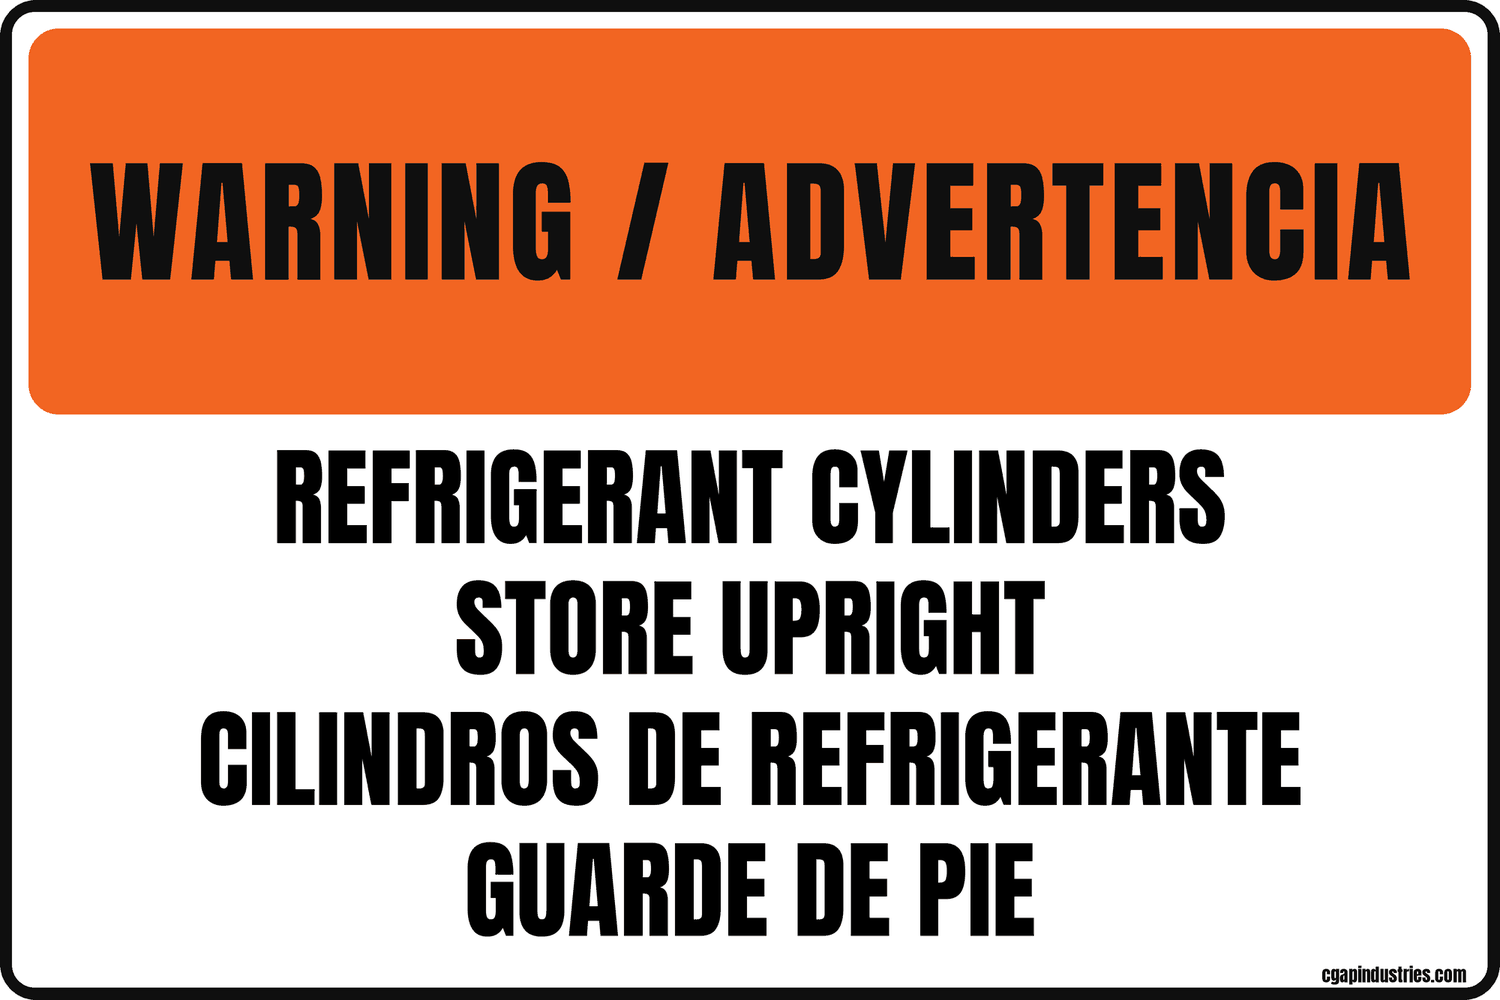 WARNING / ADVERTENCIA
REFRIGERANT CYLINDERS
STORE UPRIGHT
CILINDROS DE REFRIGERANTE
GUARDE DE PIE
cgapindustries.com